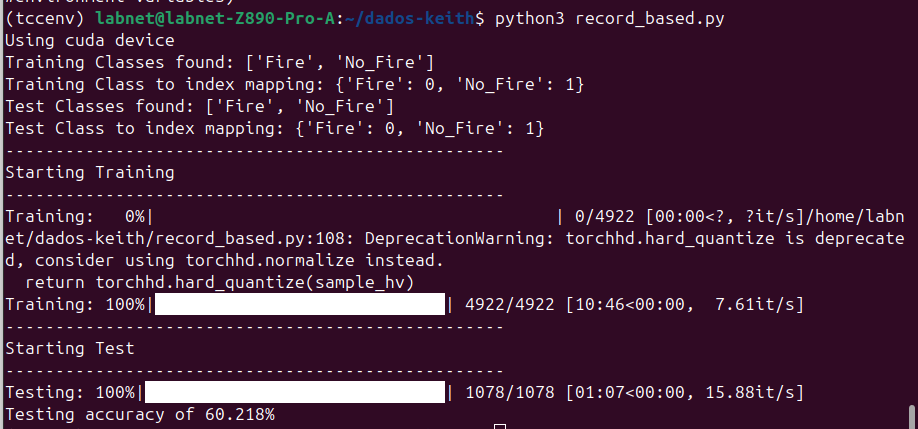 (tccenv) labnet@labnet-Z890-Pro-A:~/dados-keith$ python3 record_based.py
Using cuda device
Training Classes found: ['Fire', 'No_Fire']
Training Class to index mapping: {'Fire': 0, 'No_Fire': 1}
Test Classes found: ['Fire', 'No_Fire']
Test Class to index mapping: {'Fire': 0, 'No_Fire': 1}
--------------------------------------------------
Starting Training
--------------------------------------------------
Training:   0%|                                        | 0/4922 [00:00<?, ?it/s]/home/labn
et/dados-keith/record_based.py:108: DeprecationWarning: torchhd.hard_quantize is deprecate
d, consider using torchhd.normalize instead.
  return torchhd.hard_quantize(sample_hv)
Training: 100%|█████████████████████████████| 4922/4922 [10:46<00:00,  7.61it/s]
--------------------------------------------------
Starting Test
--------------------------------------------------
Testing: 100%|██████████████████████████████| 1078/1078 [01:07<00:00, 15.88it/s]
Testing accuracy of 60.218%